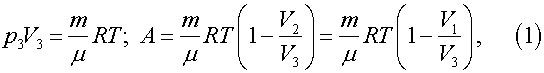 p₃V₃ = m/μ RT; A = m/μ RT(1 − V₂/V₃) = m/μ RT(1 − V₁/V₃), (1)